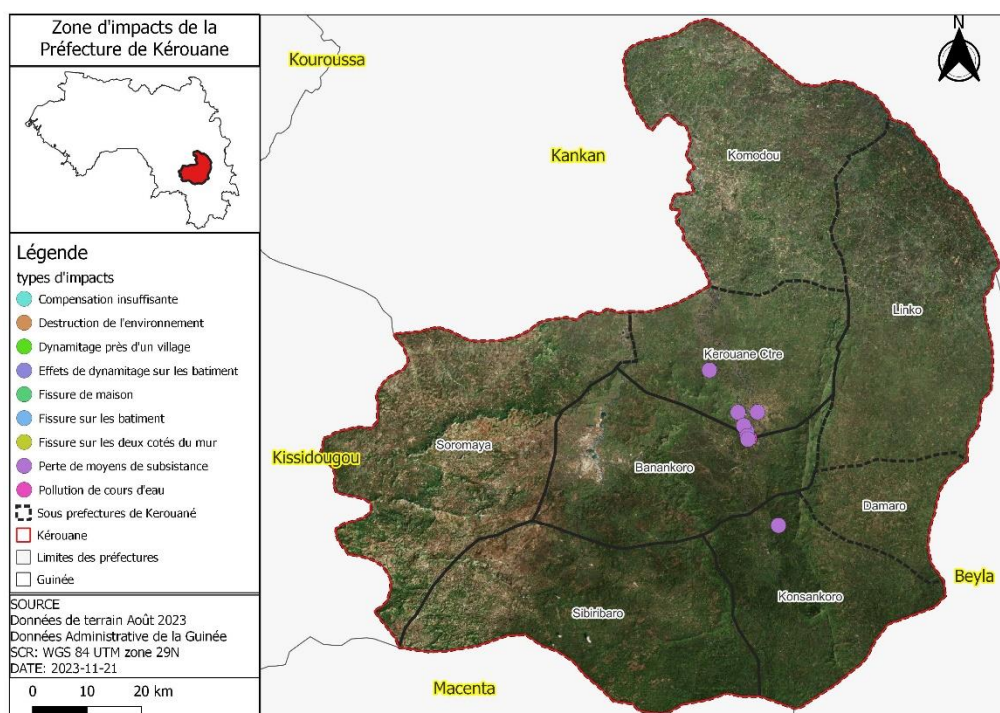 Zone d'impacts de la
Préfecture de Kérouane
Légende
types d'impacts
Compensation insuffisante
Destruction de l'environnement
Dynamitage près d'un village
Effets de dynamitage sur les batiment
Fissure de maison
Fissure sur les batiment
Fissure sur les deux cotés du mur
Perte de moyens de subsistance
Pollution de cours d'eau
Sous prefectures de Kerouané
Kérouane
Limites des préfectures
Guinée
SOURCE
Données de terrain Août 2023
Données Administrative de la Guinée
SCR: WGS 84 UTM zone 29N
DATE: 2023-11-21
0 10 20 km
N
Kouroussa
Kankan
Komodou
Linko
Kerouane Ctre
Soromaya
Kissidougou
Banankoro
Damaro
Beyla
Konsankoro
Sibiribaro
Macenta